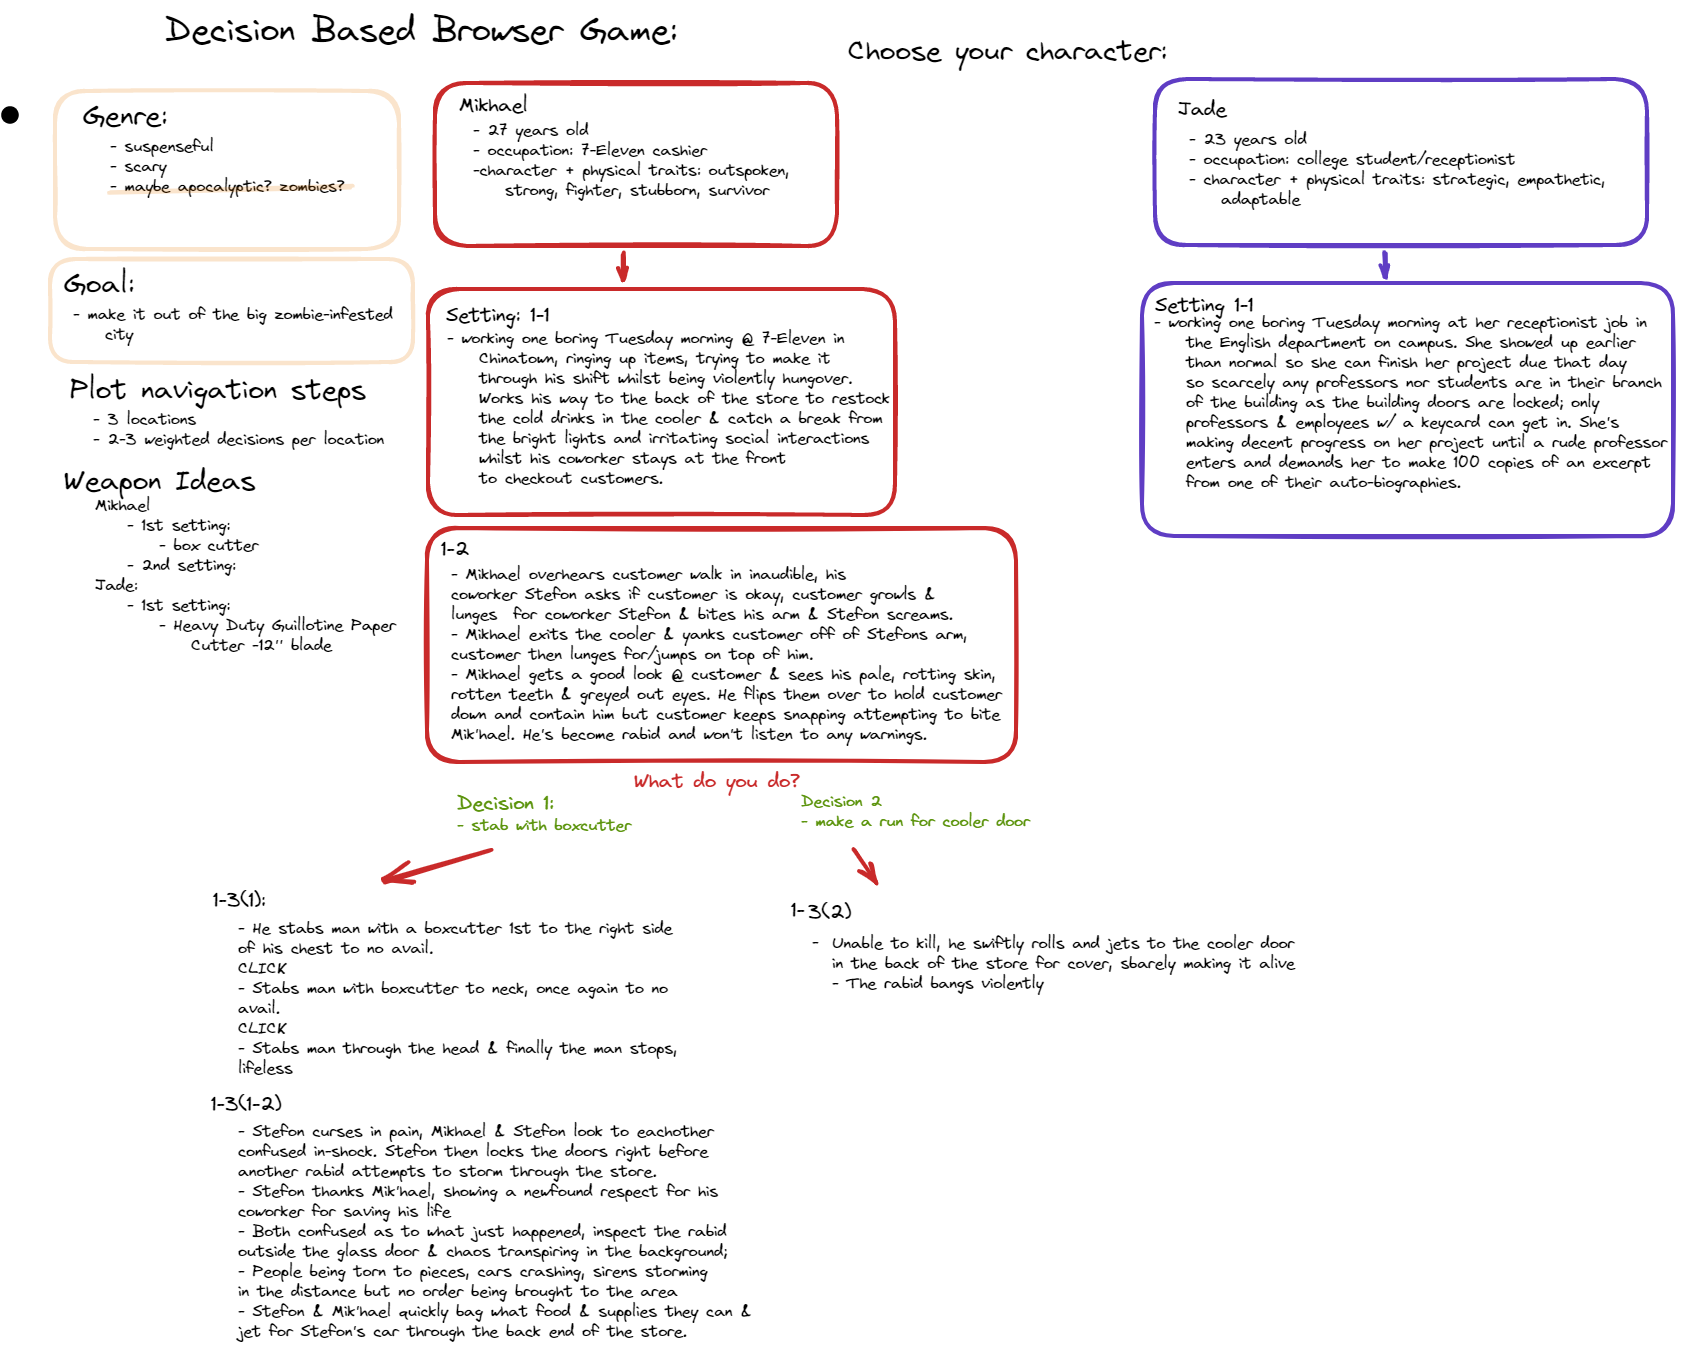 Decision Based Browser Game:
Choose your character:
Genre:
- suspenseful
- scary
- maybe apocalyptic? zombies?
Goal:
- make it out of the big zombie-infested
city
Plot navigation steps
- 3 locations
- 2-3 weighted decisions per location
Weapon Ideas
Mikhael
- 1st setting:
- box cutter
- 2nd setting:
Jade:
- 1st setting:
- Heavy Duty Guillotine Paper
Cutter -12'' blade
Mikhael
- 27 years old
- occupation: 7-Eleven cashier
-character + physical traits: outspoken,
strong, fighter, stubborn, survivor
Setting: 1-1
- working one boring Tuesday morning @ 7-Eleven in
Chinatown, ringing up items, trying to make it
through his shift whilst being violently hungover.
Works his way to the back of the store to restock
the cold drinks in the cooler & catch a break from
the bright lights and irritating social interactions
whilst his coworker stays at the front
to checkout customers.
1-2
- Mikhael overhears customer walk in inaudible, his
coworker Stefon asks if customer is okay, customer growls &
lunges for coworker Stefon & bites his arm & Stefon screams.
- Mikhael exits the cooler & yanks customer off of Stefons arm,
customer then lunges for/jumps on top of him.
- Mikhael gets a good look @ customer & sees his pale, rotting skin,
rotten teeth & greyed out eyes. He flips them over to hold customer
down and contain him but customer keeps snapping attempting to bite
Mik'hael. He's become rabid and won't listen to any warnings.
What do you do?
Decision 1:
- stab with boxcutter
Decision 2
- make a run for cooler door
1-3(1):
- He stabs man with a boxcutter 1st to the right side
of his chest to no avail.
CLICK
- Stabs man with boxcutter to neck, once again to no
avail.
CLICK
- Stabs man through the head & finally the man stops,
lifeless
1-3(1-2)
- Stefon curses in pain, Mikhael & Stefon look to eachother
confused in-shock. Stefon then locks the doors right before
another rabid attempts to storm through the store.
- Stefon thanks Mik'hael, showing a newfound respect for his
coworker for saving his life
- Both confused as to what just happened, inspect the rabid
outside the glass door & chaos transpiring in the background;
- People being torn to pieces, cars crashing, sirens storming
in the distance but no order being brought to the area
- Stefon & Mik'hael quickly bag what food & supplies they can &
jet for Stefon's car through the back end of the store.
1-3(2)
- Unable to kill, he swiftly rolls and jets to the cooler door
in the back of the store for cover, sbarely making it alive
- The rabid bangs violently
Jade
- 23 years old
- occupation: college student/receptionist
- character + physical traits: strategic, empathetic,
adaptable
Setting 1-1
- working one boring Tuesday morning at her receptionist job in
the English department on campus. She showed up earlier
than normal so she can finish her project due that day
so scarcely any professors nor students are in their branch
of the building as the building doors are locked; only
professors & employees w/ a keycard can get in. She's
making decent progress on her project until a rude professor
enters and demands her to make 100 copies of an excerpt
from one of their auto-biographies.